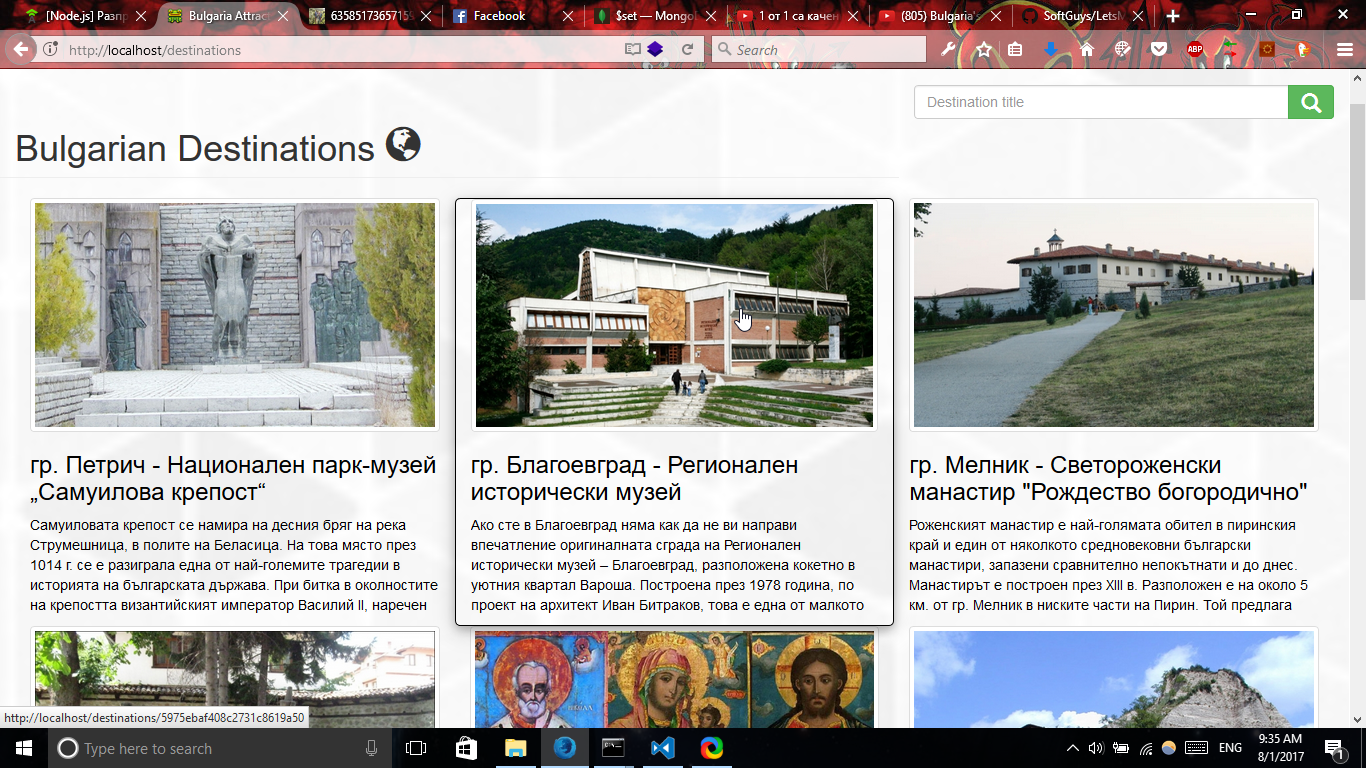 [Node.js] Разпр
Bulgaria Attract
63585173657159
Facebook
$set — MongoD
1 от 1 са качен
(805) Bulgaria's
SoftGuys/LetsM
http://localhost/destinations
Search
ABP
Destination title
Bulgarian Destinations
гр. Петрич - Национален парк-музей
„Самуилова крепост“
Самуиловата крепост се намира на десния бряг на река
Струмешница, в полите на Беласица. На това място през
1014 г. се е разиграла една от най-големите трагедии в
историята на българската държава. При битка в околностите
на крепостта византийският император Василий II, наречен
гр. Благоевград - Регионален
исторически музей
Ако сте в Благоевград няма как да не ви направи
впечатление оригиналната сграда на Регионален
исторически музей – Благоевград, разположена кокетно в
уютния квартал Вароша. Построена през 1978 година, по
проект на архитект Иван Битраков, това е една от малкото
гр. Мелник - Светороженски
манастир "Рождество богородично"
Роженският манастир е най-голямата обител в пиринския
край и един от няколкото средновековни български
манастири, запазени сравнително непокътнати и до днес.
Манастирът е построен през XIII в. Разположен е на около 5
км. от гр. Мелник в ниските части на Пирин. Той предлага
http://localhost/destinations/5975ebaf408c2731c8619a50
Type here to search
ENG
9:35 AM
8/1/2017
1